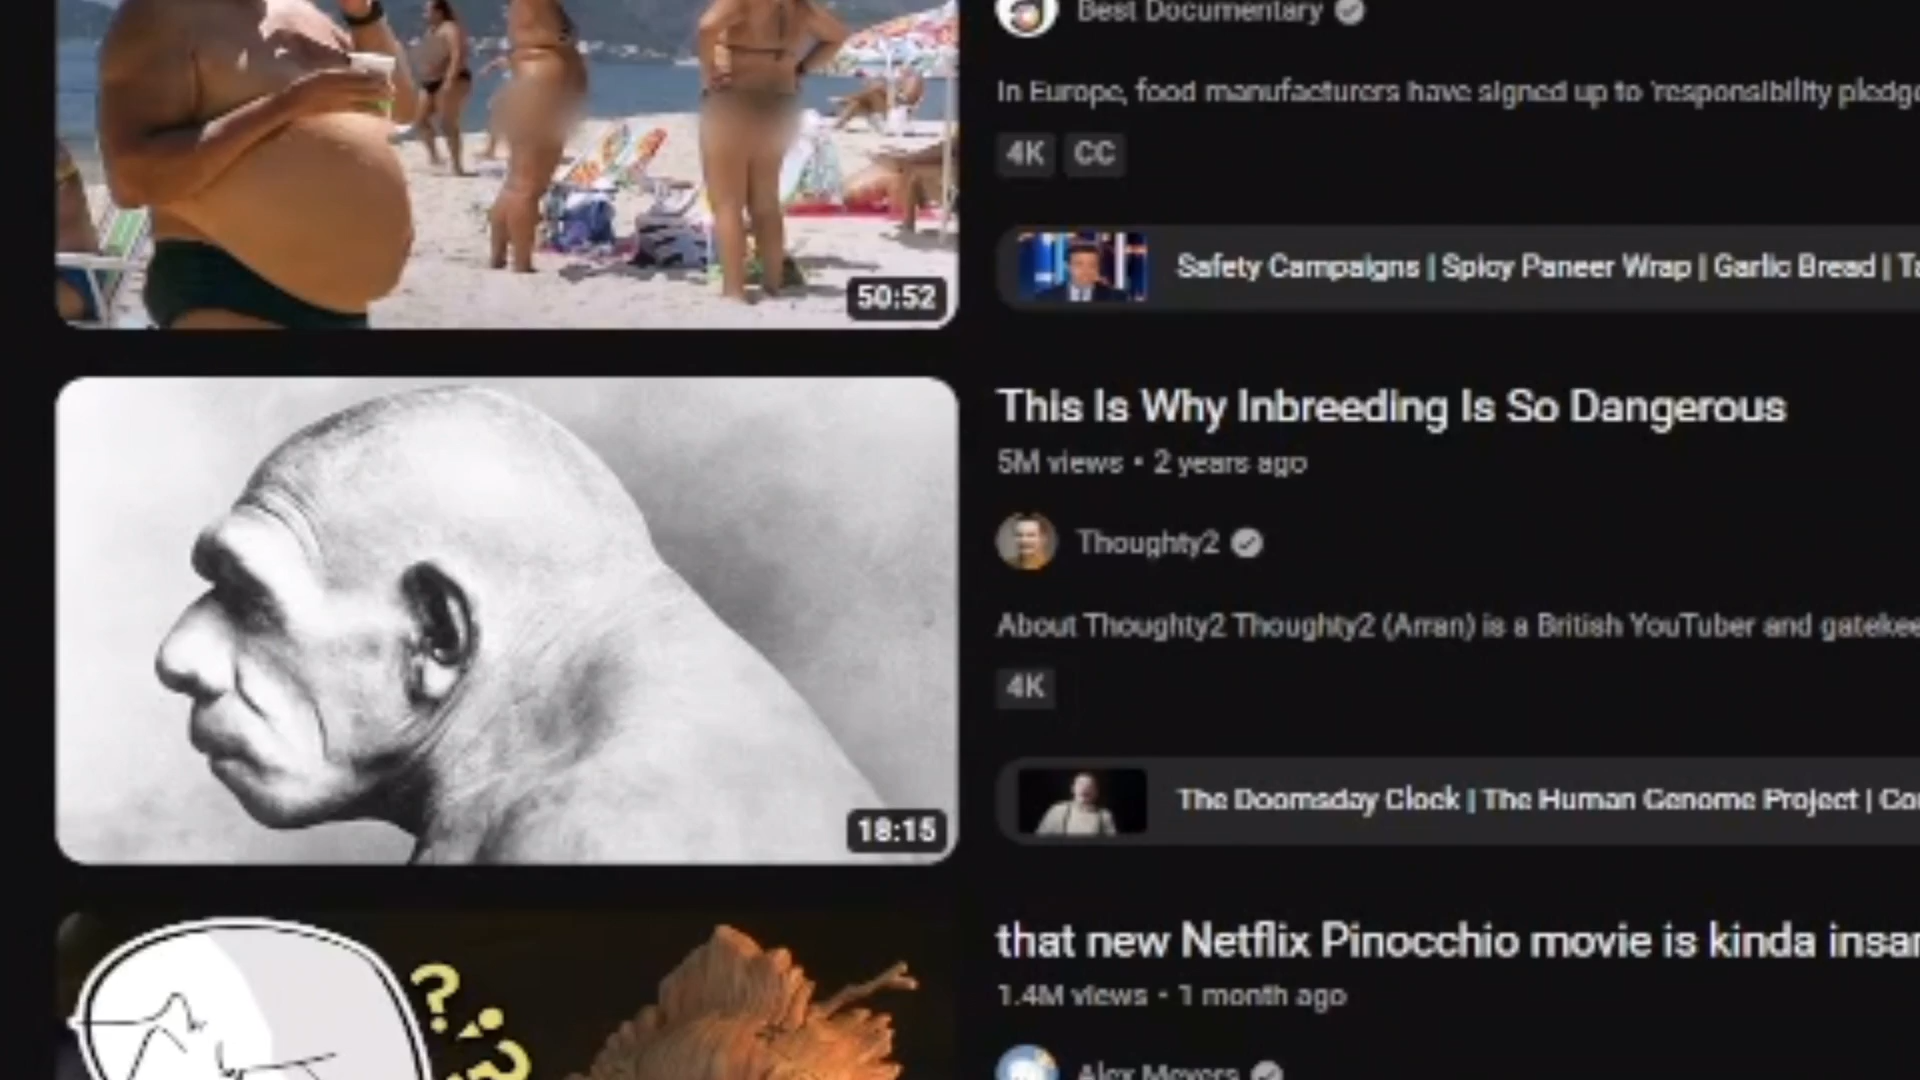 Best Documentary
In Europe, food manufacturers have signed up to 'responsibility
4K CC
Safety Campaigns | Spicy Paneer Wrap | Garlic Bread |
50:52
This Is Why Inbreeding Is So Dangerous
5M views • 2 years ago
Thoughty2
About Thoughty2 Thoughty2 (Arran) is a British YouTuber and
4K
The Doomsday Clock | The Human Genome Project |
18:15
that new Netflix Pinocchio movie is kinda
1.4M views • 1 month ago
Alex Meyers
? ?